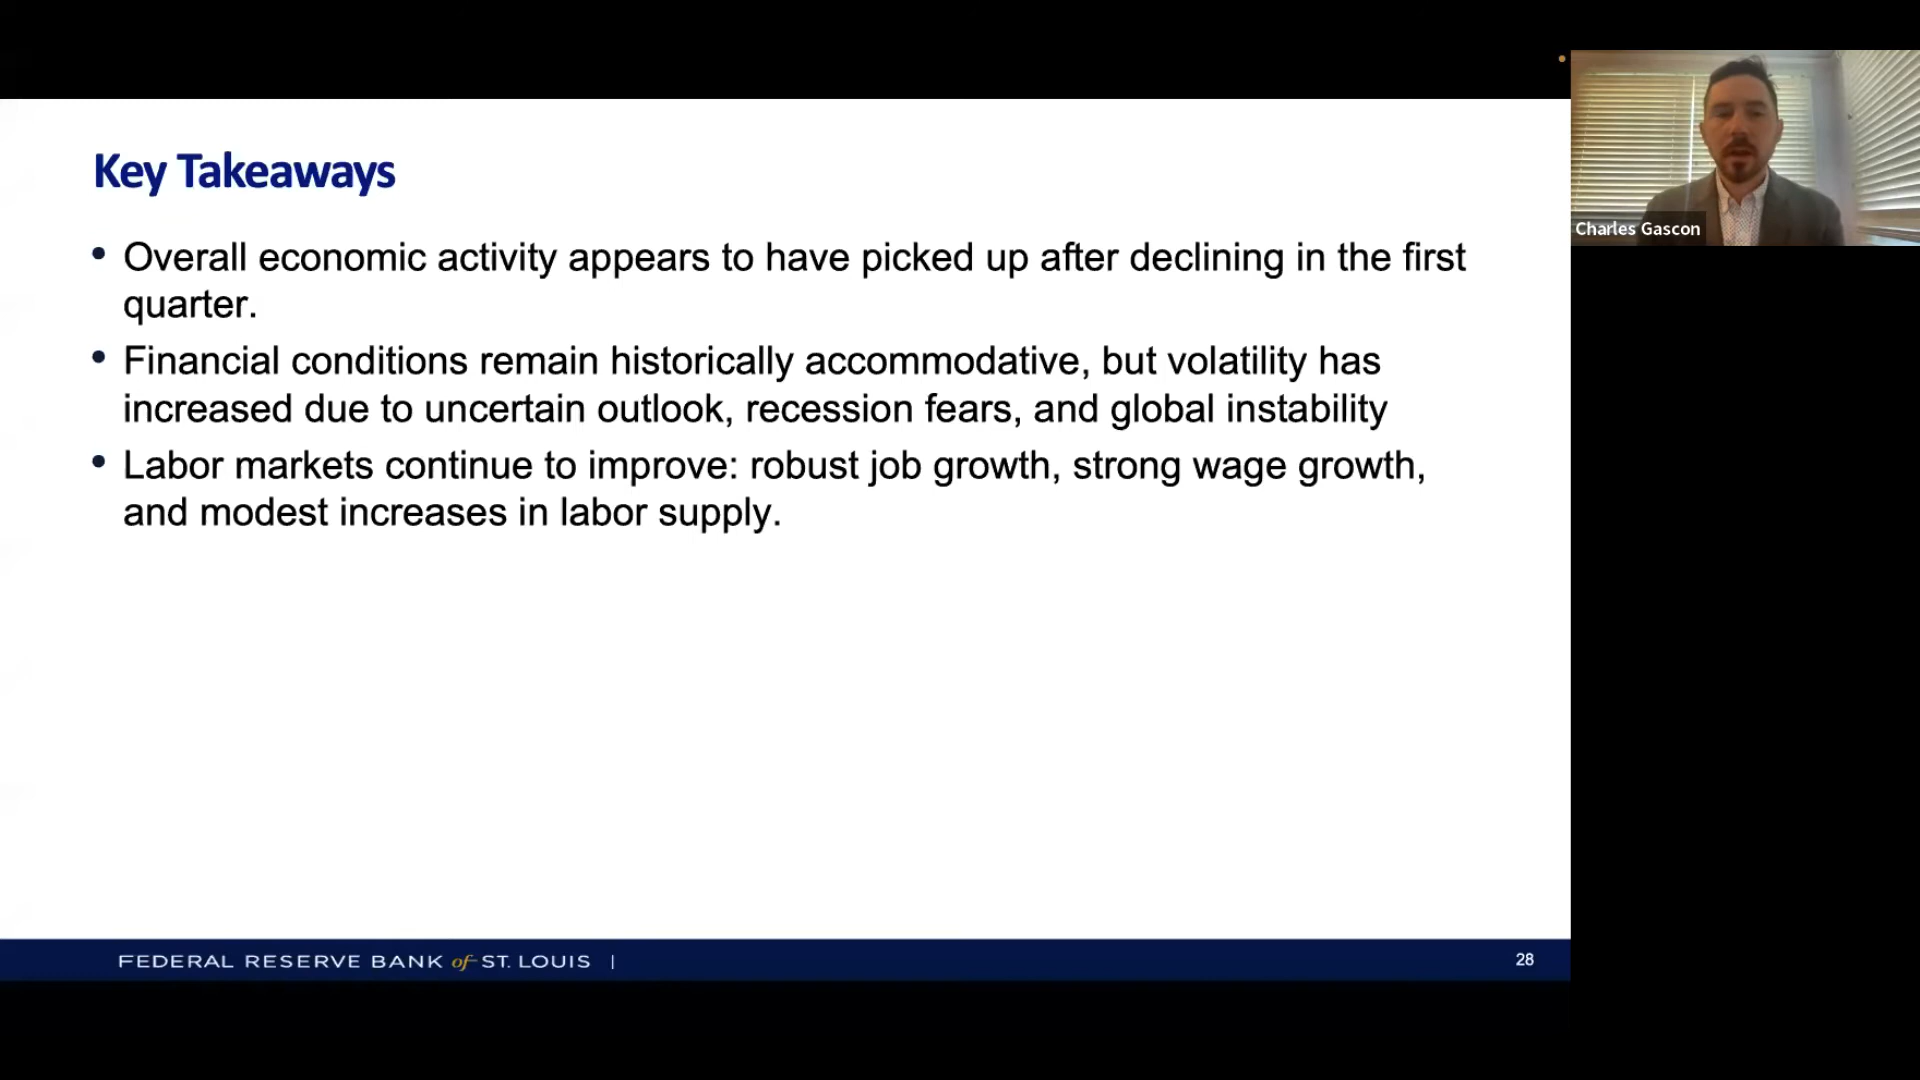 Key Takeaways
• Overall economic activity appears to have picked up after declining in the first
quarter.
• Financial conditions remain historically accommodative, but volatility has
increased due to uncertain outlook, recession fears, and global instability
• Labor markets continue to improve: robust job growth, strong wage growth,
and modest increases in labor supply.
FEDERAL RESERVE BANK of ST. LOUIS |
28
Charles Gascon